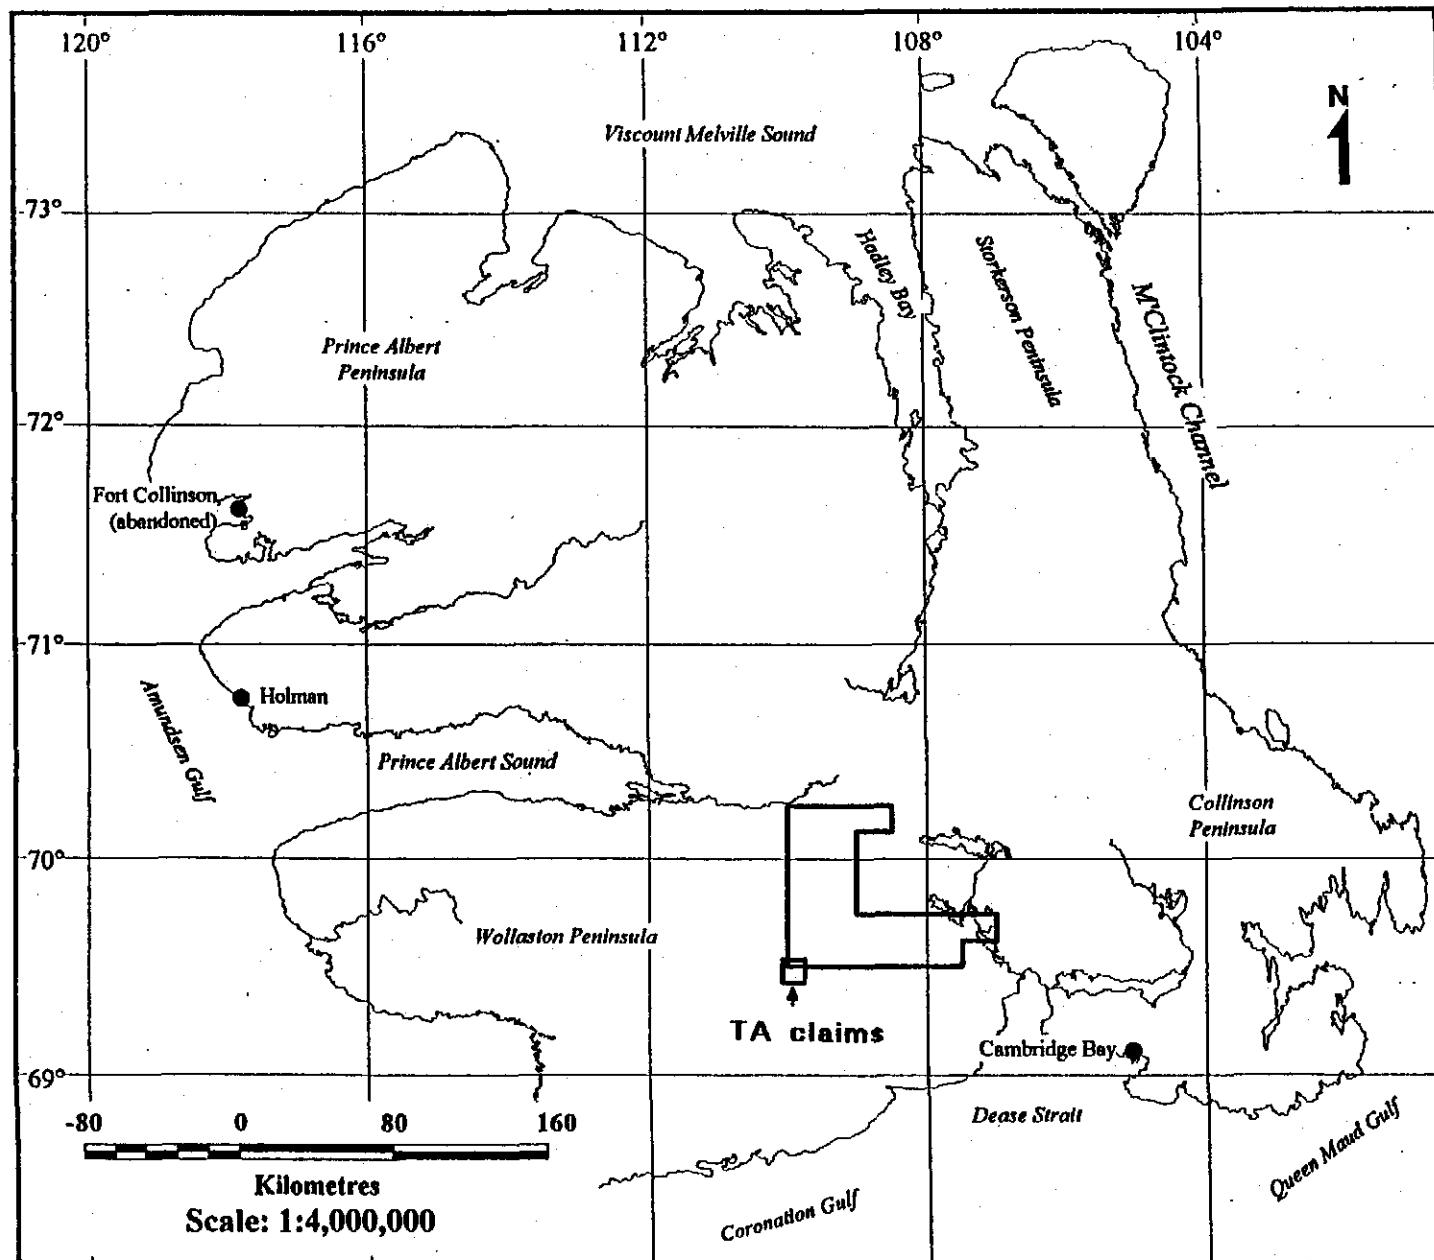 120°
116°
112°
108°
104°
N
Viscount Melville Sound
73°
Hadley Bay
Storkerson Peninsula
M'Clintock Channel
Prince Albert
Peninsula
72°
Fort Collinson
(abandoned)
71°
Holman
Amundsen Gulf
Prince Albert Sound
Collinson
Peninsula
70°
Wollaston Peninsula
TA claims
Cambridge Bay
69°
Dease Strait
-80
0
80
160
Kilometres
Scale: 1:4,000,000
Coronation Gulf
Queen Maud Gulf